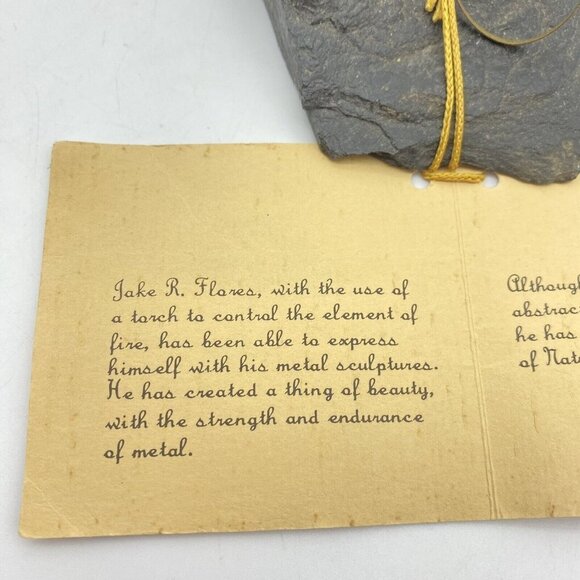 Jake R. Flores, with the use of
a torch to control the element of
fire, has been able to express
himself with his metal sculptures.
He has created a thing of beauty,
with the strength and endurance
of metal.
he has
of